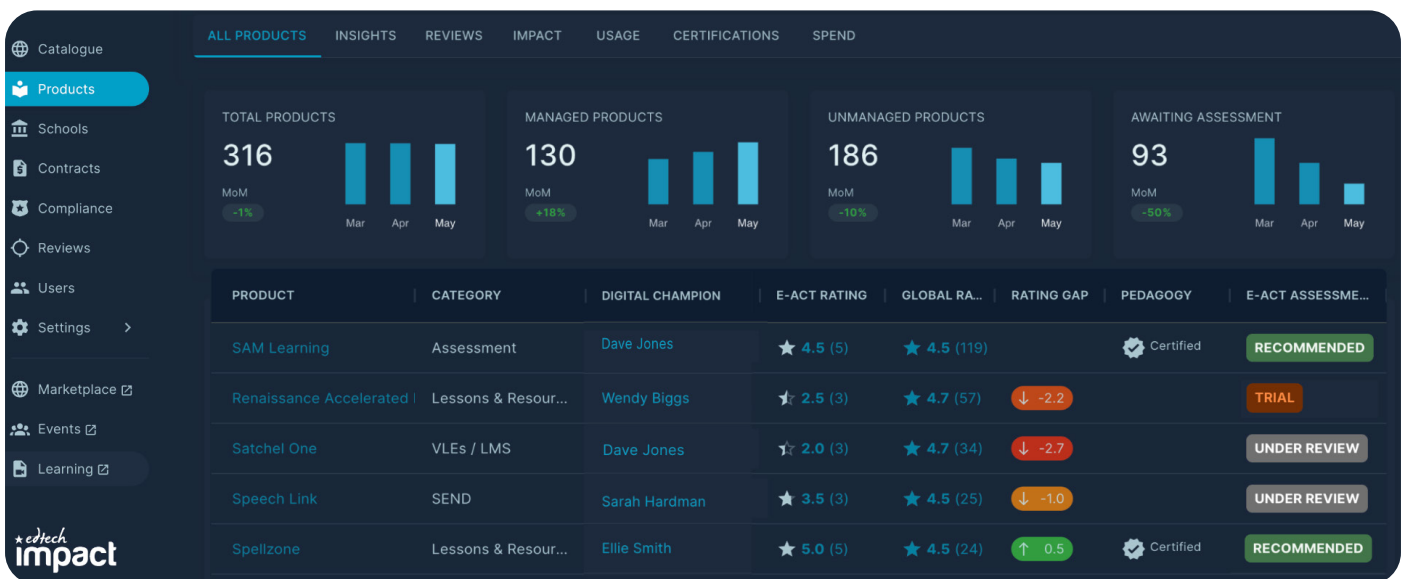 Catalogue
Products
Schools
Contracts
Compliance
Reviews
Users
Settings
Marketplace
Events
Learning
edtech
impact
ALL PRODUCTS INSIGHTS REVIEWS IMPACT USAGE CERTIFICATIONS SPEND
TOTAL PRODUCTS
316
MoM
-1%
Mar Apr May
MANAGED PRODUCTS
130
MoM
+18%
Mar Apr May
UNMANAGED PRODUCTS
186
MoM
-10%
Mar Apr May
AWAITING ASSESSMENT
93
MoM
-50%
Mar Apr May
PRODUCT CATEGORY DIGITAL CHAMPION E-ACT RATING GLOBAL RA... RATING GAP PEDAGOGY E-ACT ASSESSME...
SAM Learning Assessment Dave Jones 4.5 (5) 4.5 (119) Certified RECOMMENDED
Renaissance Accelerated Lessons & Resour... Wendy Biggs 2.5 (3) 4.7 (57) ↓ -2.2 TRIAL
Satchel One VLEs / LMS Dave Jones 2.0 (3) 4.7 (34) ↓ -2.7 UNDER REVIEW
Speech Link SEND Sarah Hardman 3.5 (3) 4.5 (25) ↓ -1.0 UNDER REVIEW
Spellzone Lessons & Resour... Ellie Smith 5.0 (5) 4.5 (24) ↑ 0.5 Certified RECOMMENDED